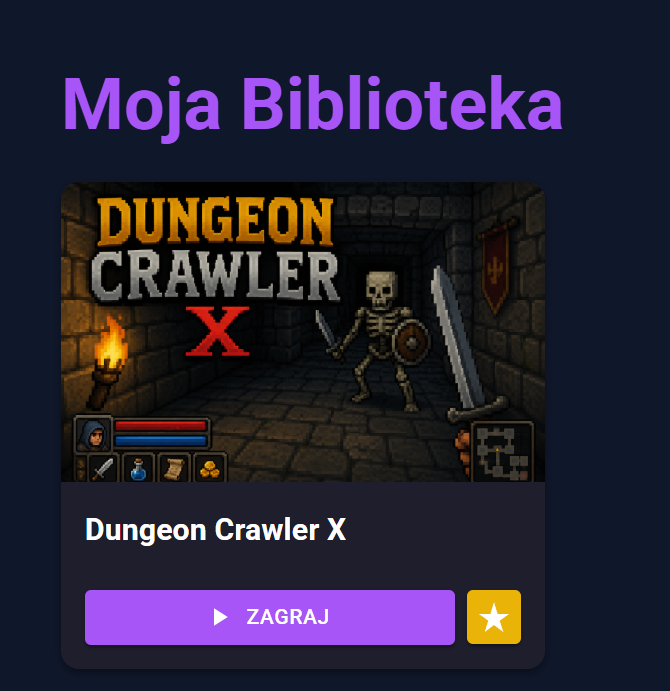 Moja Biblioteka
DUNGEON
CRAWLER
X
Dungeon Crawler X
ZAGRAJ